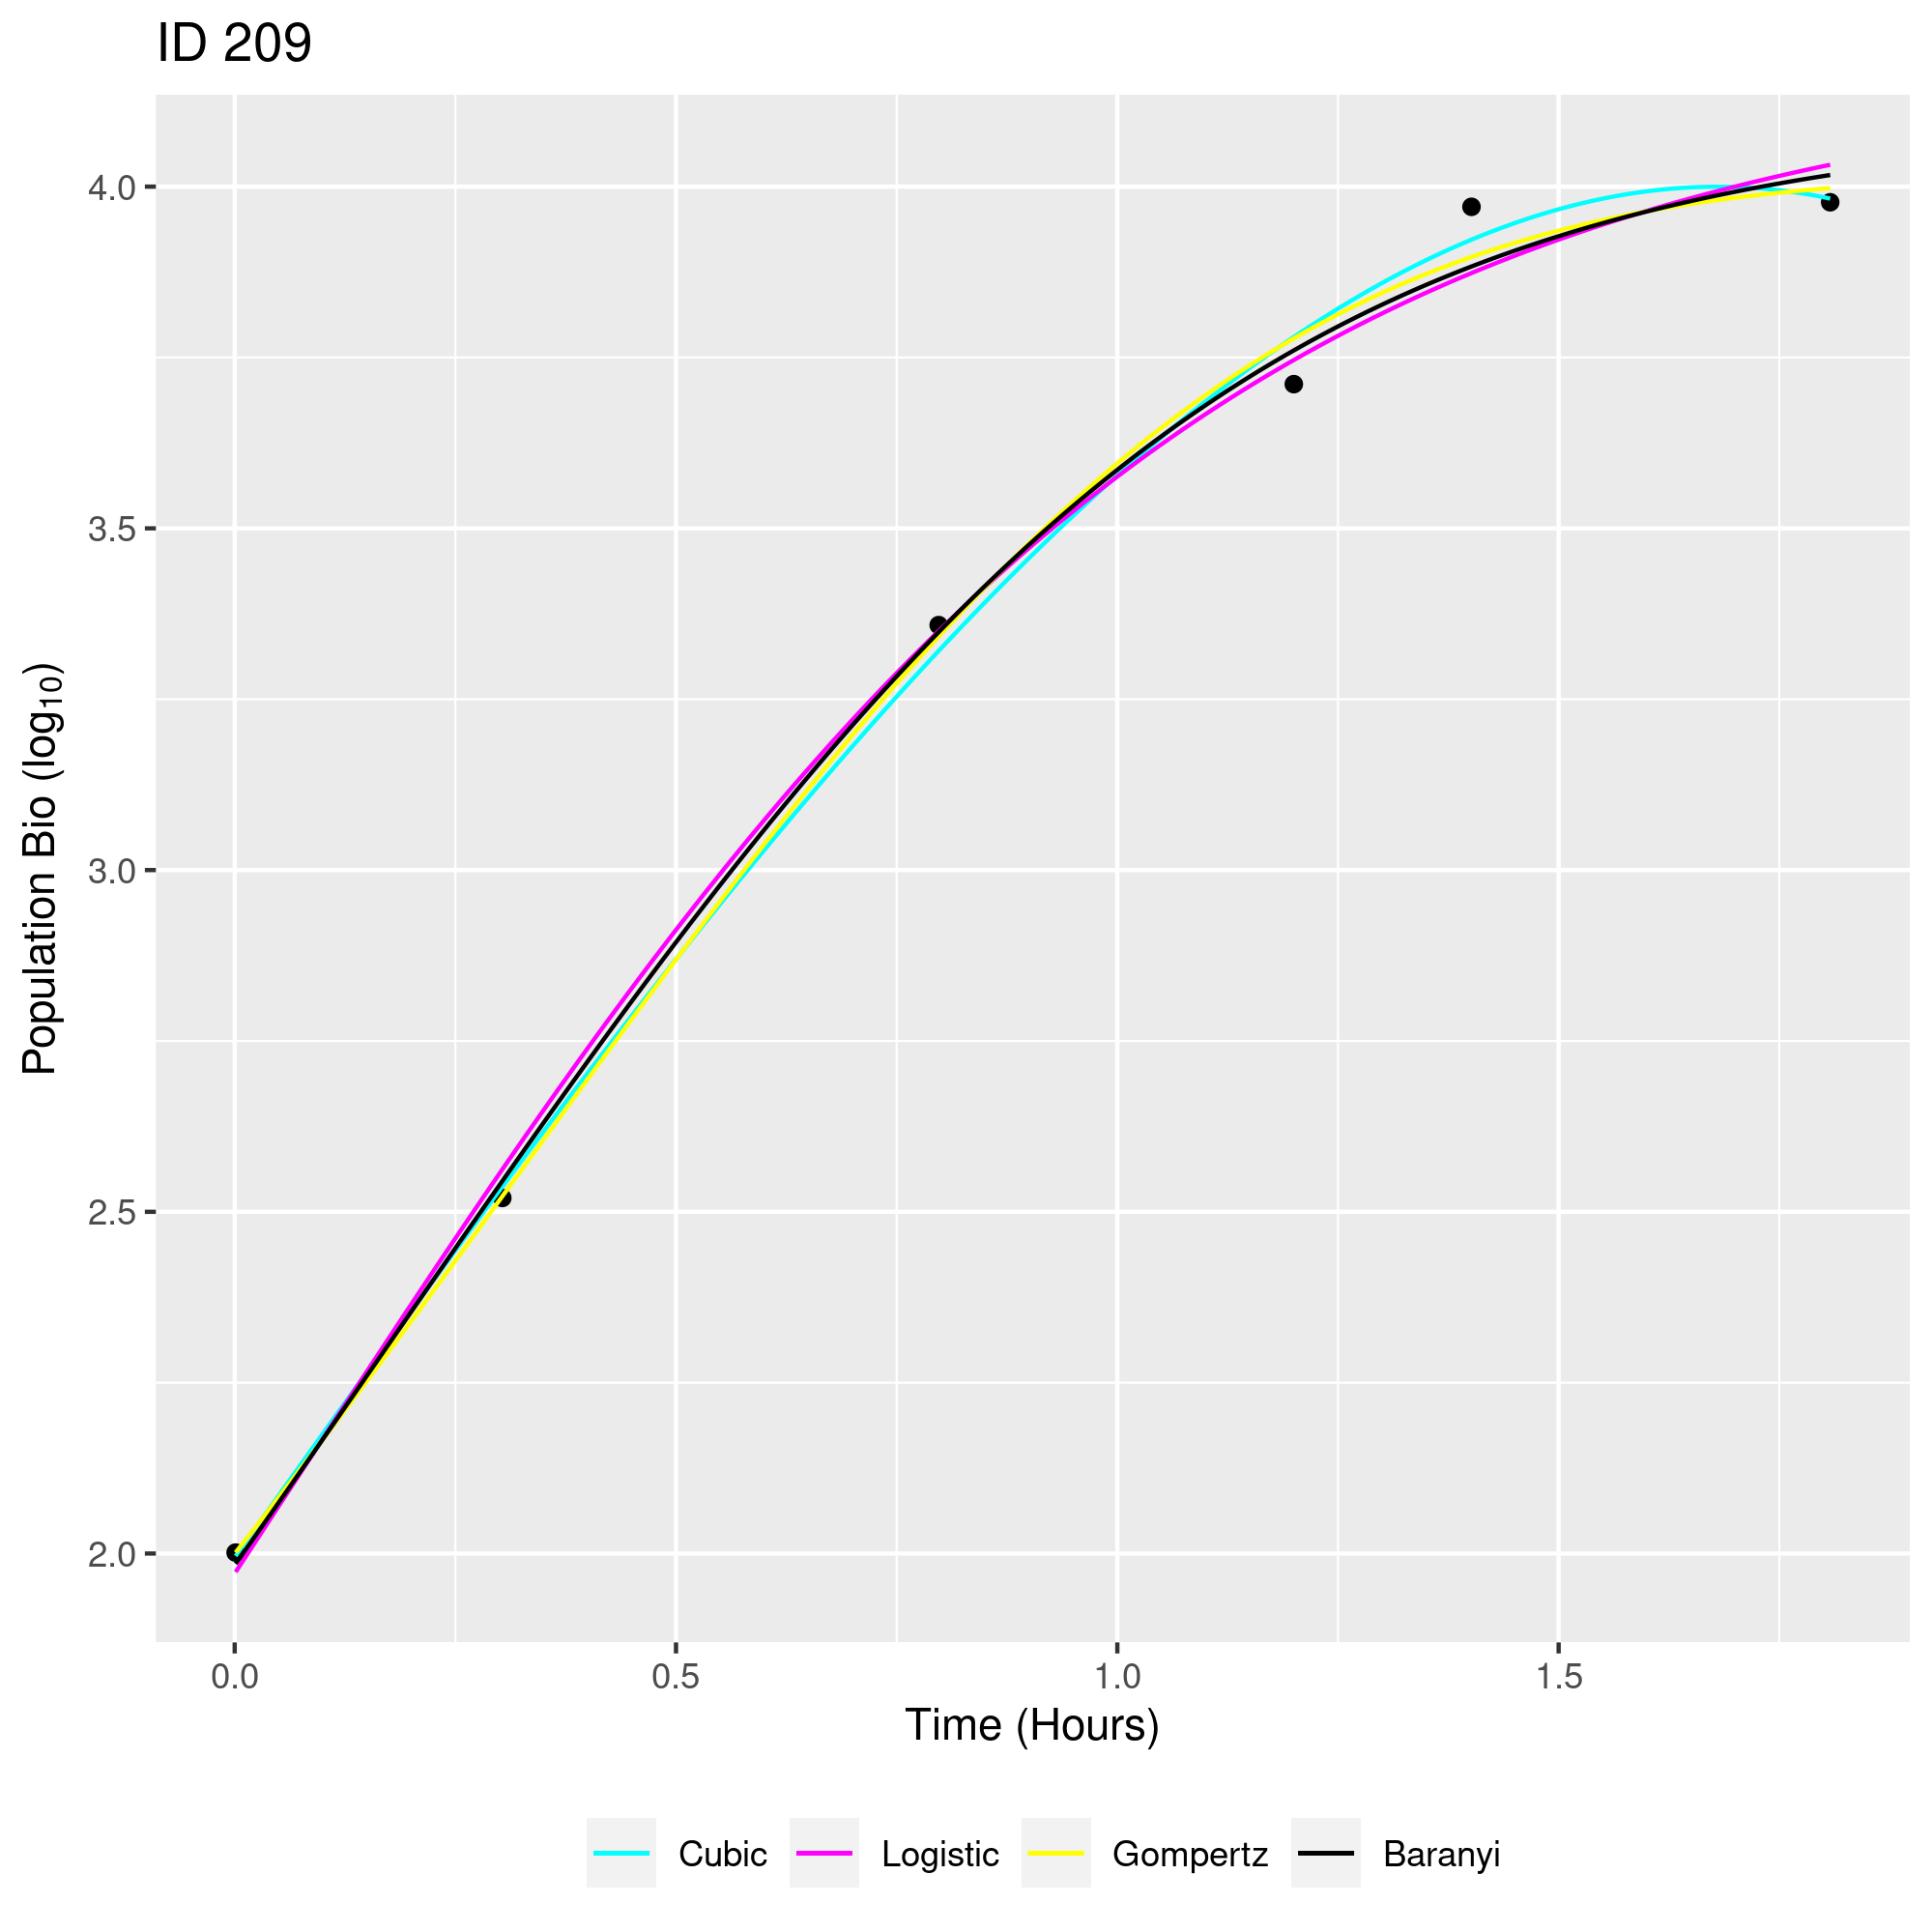 ID 209
4.0
3.5
3.0
2.5
2.0
Population Bio (log₁₀)
0.0 0.5 1.0 1.5
Time (Hours)
Cubic Logistic Gompertz Baranyi